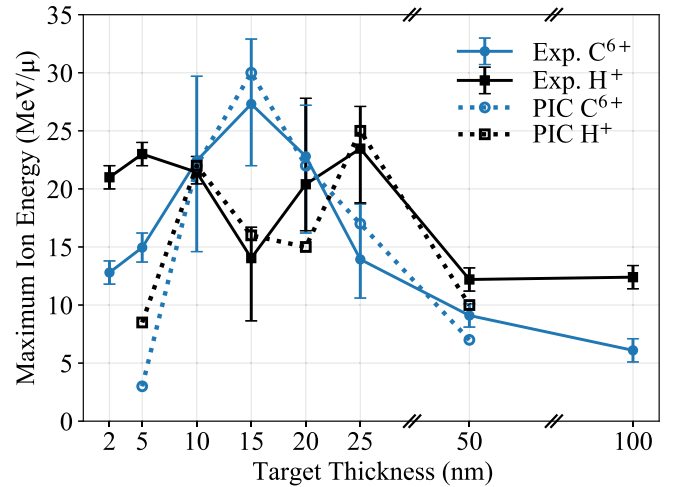 35
30
25
20
15
10
5
0
Maximum Ion Energy (MeV/μ)
Exp. C⁶⁺
Exp. H⁺
PIC C⁶⁺
PIC H⁺
2 5 10 15 20 25 50 100
Target Thickness (nm)